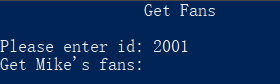 Get Fans
Please enter id: 2001
Get Mike's fans: